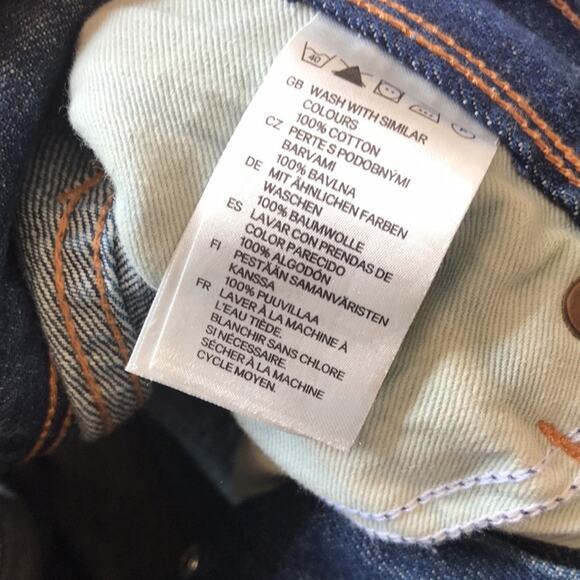 40
GB WASH WITH SIMILAR
COLOURS
100% COTTON
CZ PERTE S PODOBNÝMI
BARVAMI
100% BAVLNA
DE MIT ÄHNLICHEN FARBEN
WASCHEN
100% BAUMWOLLE
ES LAVAR CON PRENDAS DE
COLOR PARECIDO
100% ALGODÓN
FI PESTÄÄN SAMANVÄRISTEN
KANSSA
100% PUUVILLAA
FR LAVER À LA MACHINE À
L'EAU TIÈDE.
BLANCHIR SANS CHLORE
SI NÉCESSAIRE.
SÉCHER À LA MACHINE
CYCLE MOYEN.